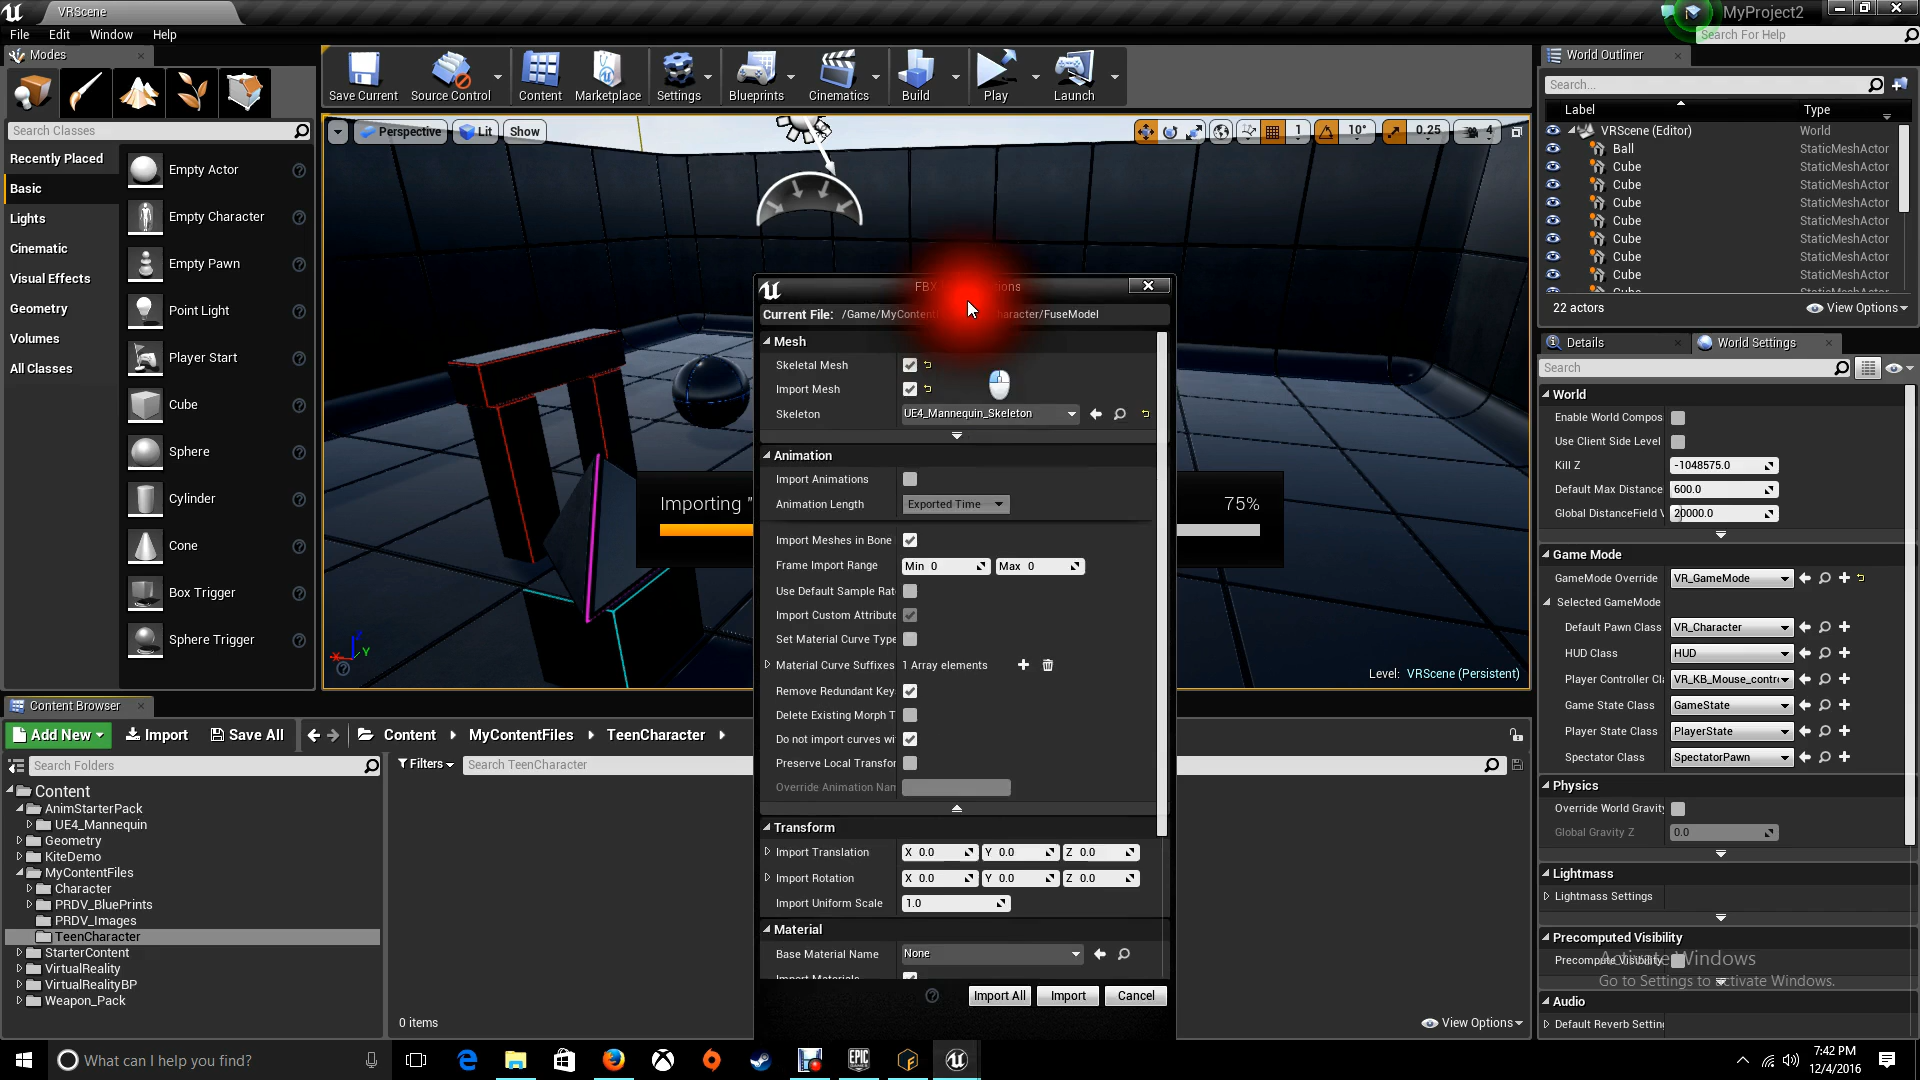 VRScene
MyProject2
File Edit Window Help
Search For Help
Modes
Save Current
Source Control
Content
Marketplace
Settings
Blueprints
Cinematics
Build
Play
Launch
Search Classes
Recently Placed
Basic
Lights
Cinematic
Visual Effects
Geometry
Volumes
All Classes
Empty Actor
Empty Character
Empty Pawn
Point Light
Player Start
Cube
Sphere
Cylinder
Cone
Box Trigger
Sphere Trigger
Perspective Lit Show
1 10° 0.25 4
X Z Y
Level: VRScene (Persistent)
Importing "
75%
FBX
Current File: /Game/MyContent
Mesh
Skeletal Mesh
Import Mesh
Skeleton UE4_Mannequin_Skeleton
Animation
Import Animations
Animation Length Exported Time
Import Meshes in Bone
Frame Import Range Min 0 Max 0
Use Default Sample Rat
Import Custom Attribute
Set Material Curve Type
Material Curve Suffixes 1 Array elements
Remove Redundant Key
Delete Existing Morph T
Do not import curves wi
Preserve Local Transfor
Override Animation Nan
Transform
Import Translation X 0.0 Y 0.0 Z 0.0
Import Rotation X 0.0 Y 0.0 Z 0.0
Import Uniform Scale 1.0
Material
Base Material Name None
Import Materials
Import All Import Cancel
World Outliner
Search...
Label Type
VRScene (Editor) World
Ball StaticMeshActor
Cube StaticMeshActor
Cube StaticMeshActor
Cube StaticMeshActor
Cube StaticMeshActor
Cube StaticMeshActor
Cube StaticMeshActor
Cube StaticMeshActor
Cube StaticMeshActor
22 actors
View Options
Details
World Settings
Search
World
Enable World Compos
Use Client Side Level
Kill Z -1048575.0
Default Max Distance 600.0
Global DistanceField V 20000.0
Game Mode
GameMode Override VR_GameMode
Selected GameMode
Default Pawn Class VR_Character
HUD Class HUD
Player Controller Cla VR_KB_Mouse_contr
Game State Class GameState
Player State Class PlayerState
Spectator Class SpectatorPawn
Physics
Override World Gravity
Global Gravity Z 0.0
Lightmass
Lightmass Settings
Precomputed Visibility
Precompute Visibility
Activate Windows
Go to Settings to activate Windows.
Audio
Default Reverb Setting
Content Browser
Add New Import Save All
Content MyContentFiles TeenCharacter
Search Folders
Filters Search TeenCharacter
Content
AnimStarterPack
UE4_Mannequin
Geometry
KiteDemo
MyContentFiles
Character
PRDV_BluePrints
PRDV_Images
TeenCharacter
StarterContent
VirtualReality
VirtualRealityBP
Weapon_Pack
0 items
View Options
What can I help you find?
EPIC GAMES
7:42 PM
12/4/2016